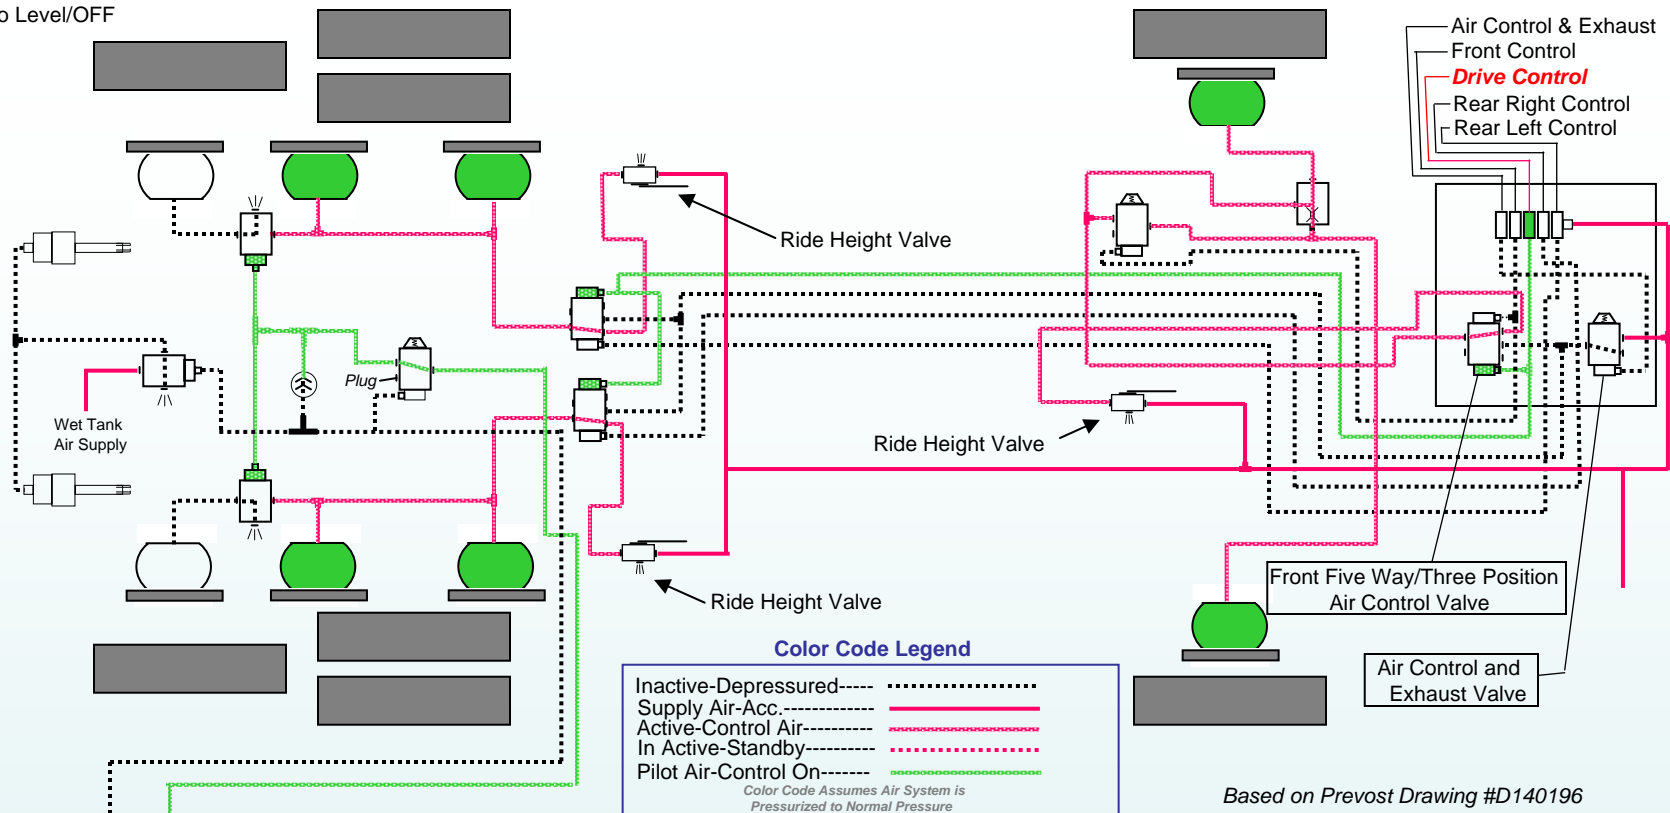 o Level/OFF
Air Control & Exhaust
Front Control
Drive Control
Rear Right Control
Rear Left Control
Ride Height Valve
Plug
Wet Tank
Air Supply
Ride Height Valve
Ride Height Valve
Front Five Way/Three Position
Air Control Valve
Air Control and
Exhaust Valve
Color Code Legend
Inactive-Depressured-----
Supply Air-Acc.-------------
Active-Control Air----------
In Active-Standby----------
Pilot Air-Control On-------
Color Code Assumes Air System is
Pressurized to Normal Pressure
Based on Prevost Drawing #D140196